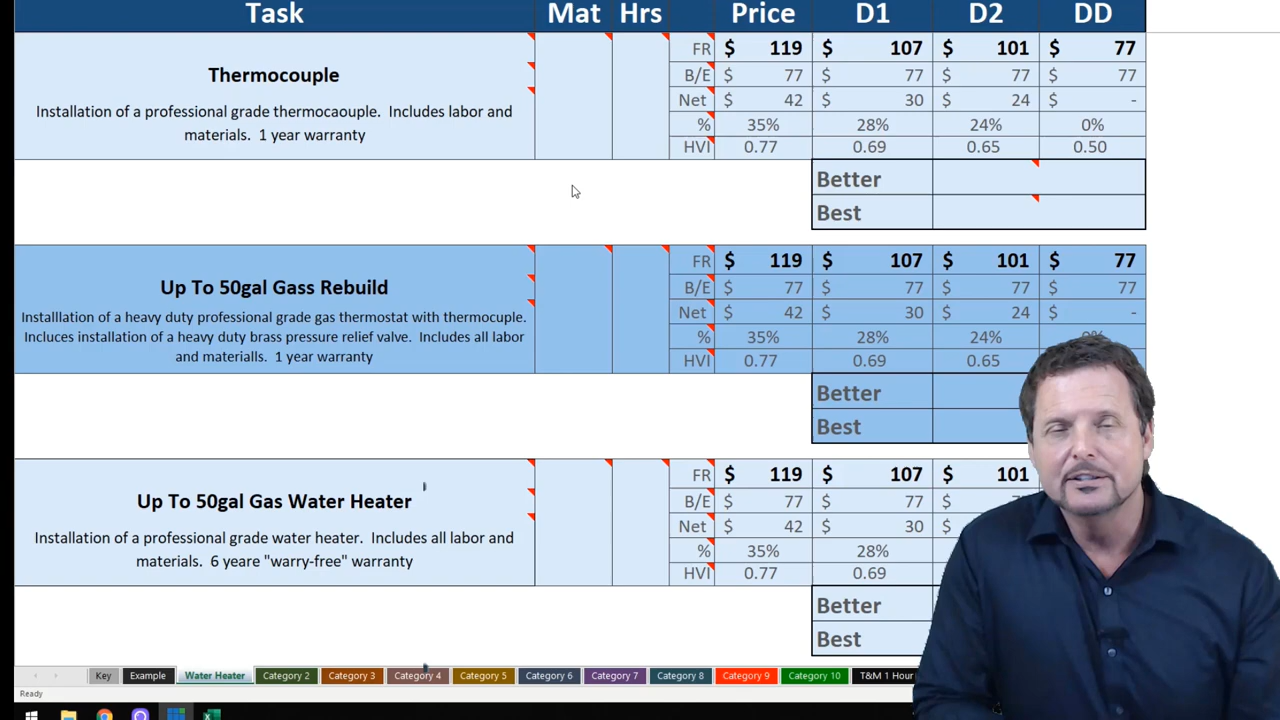 Task Mat Hrs Price D1 D2 DD
FR $ 119 $ 107 $ 101 $ 77
Thermocouple
B/E $ 77 $ 77 $ 77 $ 77
Net $ 42 $ 30 $ 24 $ -
Installation of a professional grade thermocaouple. Includes labor and
materials. 1 year warranty
% 35% 28% 24% 0%
HVI 0.77 0.69 0.65 0.50
Better
Best
FR $ 119 $ 107 $ 101 $ 77
Up To 50gal Gass Rebuild
B/E $ 77 $ 77 $ 77 $ 77
Net $ 42 $ 30 $ 24 $ -
Installlation of a heavy duty professional grade gas thermostat with thermocuple.
Incluces installation of a heavy duty brass pressure relief valve. Includes all labor
and materialls. 1 year warranty
% 35% 28% 24%
HVI 0.77 0.69 0.65
Better
Best
FR $ 119 $ 107 $ 101
Up To 50gal Gas Water Heater
B/E $ 77 $ 77 $
Net $ 42 $ 30 $
Installation of a professional grade water heater. Includes all labor and
materials. 6 yeare "warry-free" warranty
% 35% 28%
HVI 0.77 0.69
Better
Best
Key Example Water Heater Category 2 Category 3 Category 4 Category 5 Category 6 Category 7 Category 8 Category 9 Category 10 T&M 1 Hour
Ready